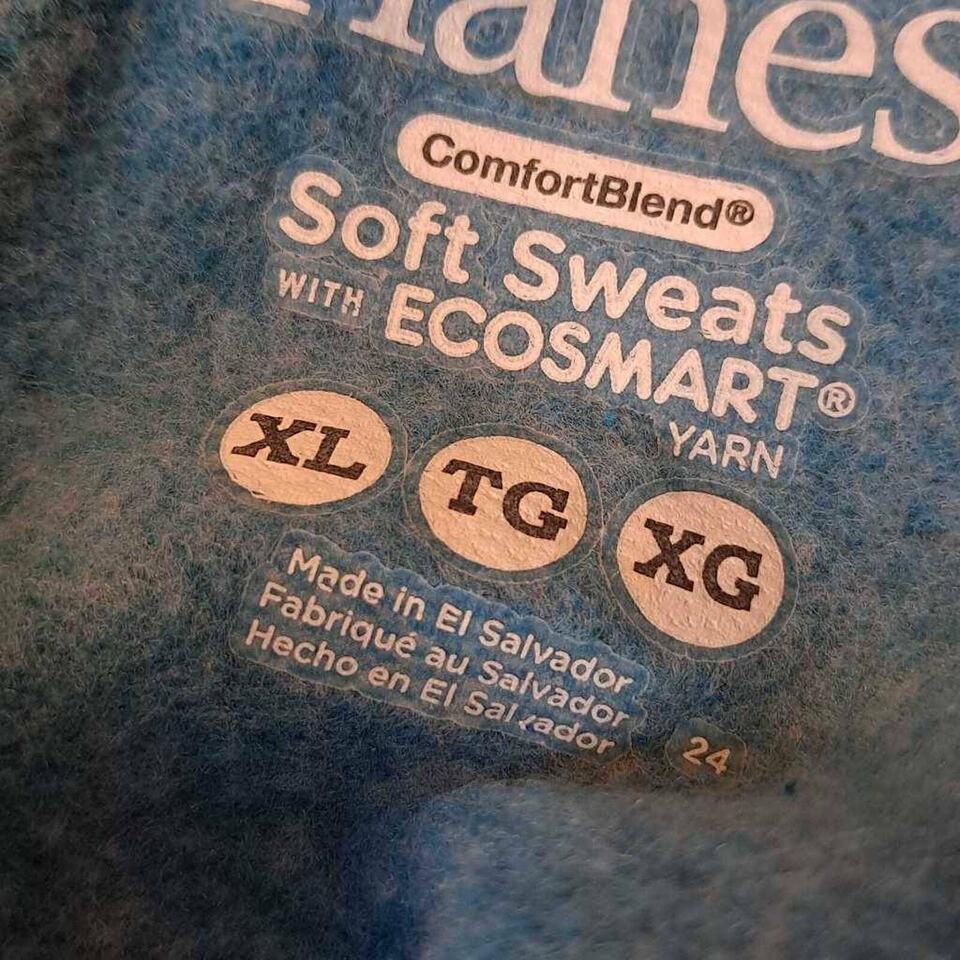 Hanes
ComfortBlend®
Soft Sweats
WITH ECOSMART®
YARN
XL TG XG
Made in El Salvador
Fabriqué au Salvador
Hecho en El Salvador
24